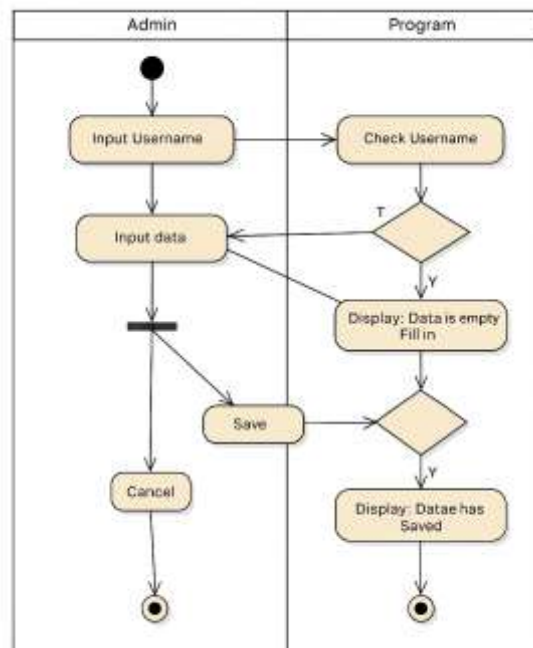 Admin
Program
Input Username
Check Username
T
Input data
Y
Display: Data is empty
Fill in
Save
Y
Cancel
Display: Datae has
Saved